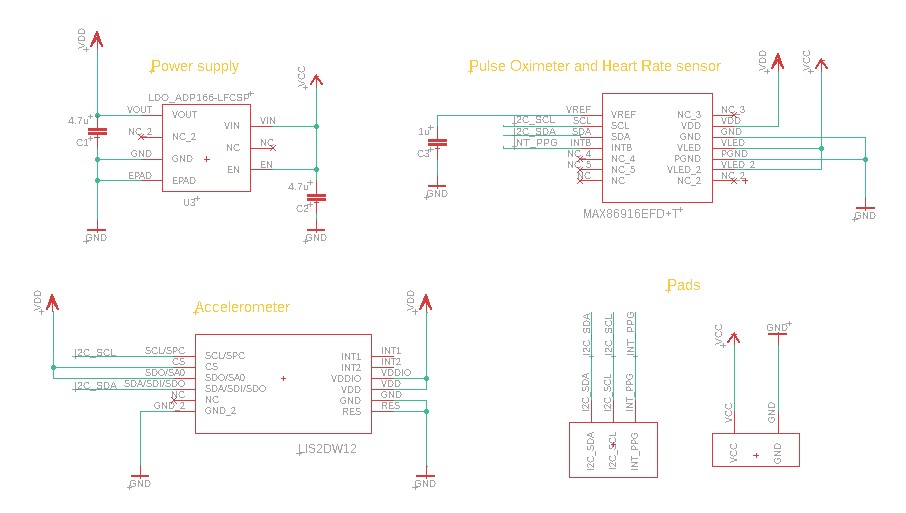 VDD
Power supply
LDO_ADP166-LFCSP
VCC
VOUT
VOUT
VIN
VIN
4.7u
C1
NC_2
NC_2
NC
NC
GND
GND
EN
EN
EPAD
EPAD
U3
4.7u
C2
GND
GND
Pulse Oximeter and Heart Rate sensor
VDD
VCC
1u
C3
GND
VREF
VREF
NC_3
NC_3
I2C_SCL
SCL
SCL
VDD
VDD
I2C_SDA
SDA
SDA
GND
GND
INT_PPG
INTB
INTB
VLED
VLED
NC_4
NC_4
PGND
PGND
NC_5
NC_5
VLED_2
VLED_2
NC
NC
NC_2
NC_2
MAX86916EFD+T
GND
VDD
Accelerometer
VDD
I2C_SCL
SCL/SPC
SCL/SPC
INT1
INT1
CS
CS
INT2
INT2
SDO/SA0
SDO/SA0
VDDIO
VDDIO
I2C_SDA
SDA/SDI/SDO
SDA/SDI/SDO
VDD
VDD
NC
NC
GND
GND
GND_2
GND_2
RES
RES
LIS2DW12
GND
GND
Pads
I2C_SDA
I2C_SCL
INT_PPG
I2C_SDA
I2C_SCL
INT_PPG
I2C_SDA
I2C_SCL
INT_PPG
VCC
GND
VCC
GND
VCC
GND